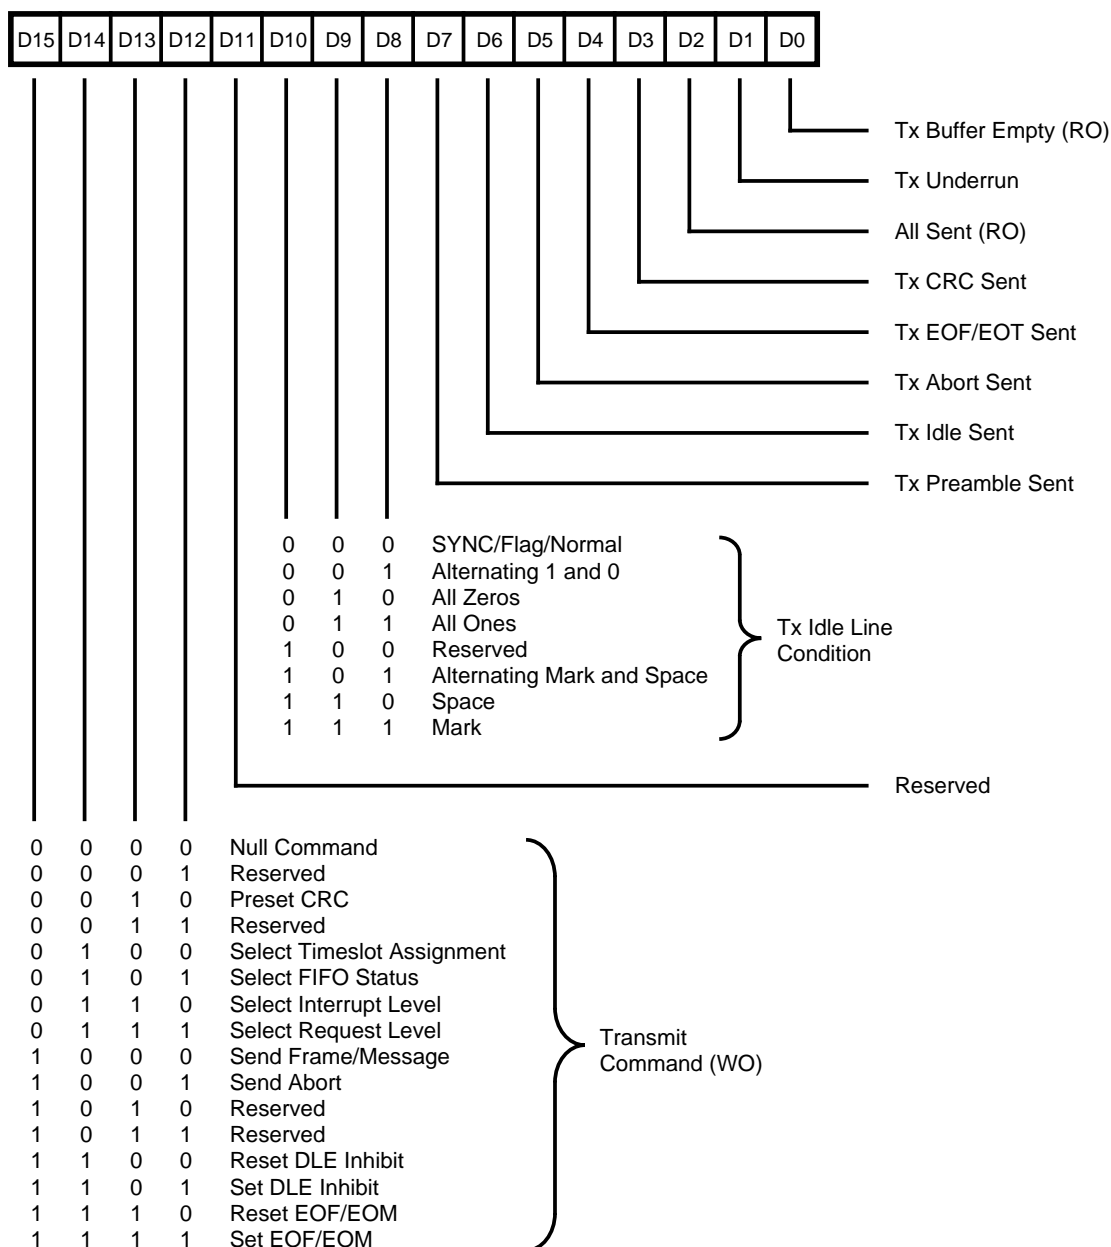 D15 D14 D13 D12 D11 D10 D9 D8 D7 D6 D5 D4 D3 D2 D1 D0
Tx Buffer Empty (RO)
Tx Underrun
All Sent (RO)
Tx CRC Sent
Tx EOF/EOT Sent
Tx Abort Sent
Tx Idle Sent
Tx Preamble Sent
0 0 0 SYNC/Flag/Normal
0 0 1 Alternating 1 and 0
0 1 0 All Zeros
0 1 1 All Ones
1 0 0 Reserved
1 0 1 Alternating Mark and Space
1 1 0 Space
1 1 1 Mark
Tx Idle Line
Condition
Reserved
0 0 0 0 Null Command
0 0 0 1 Reserved
0 0 1 0 Preset CRC
0 0 1 1 Reserved
0 1 0 0 Select Timeslot Assignment
0 1 0 1 Select FIFO Status
0 1 1 0 Select Interrupt Level
0 1 1 1 Select Request Level
1 0 0 0 Send Frame/Message
1 0 0 1 Send Abort
1 0 1 0 Reserved
1 0 1 1 Reserved
1 1 0 0 Reset DLE Inhibit
1 1 0 1 Set DLE Inhibit
1 1 1 0 Reset EOF/EOM
1 1 1 1 Set EOF/EOM
Transmit
Command (WO)